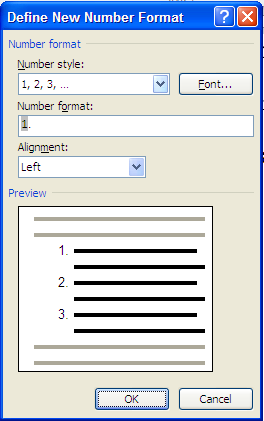 Define New Number Format
Number format
Number style:
1, 2, 3, ...
Font...
Number format:
1.
Alignment:
Left
Preview
1.
2.
3.
OK
Cancel